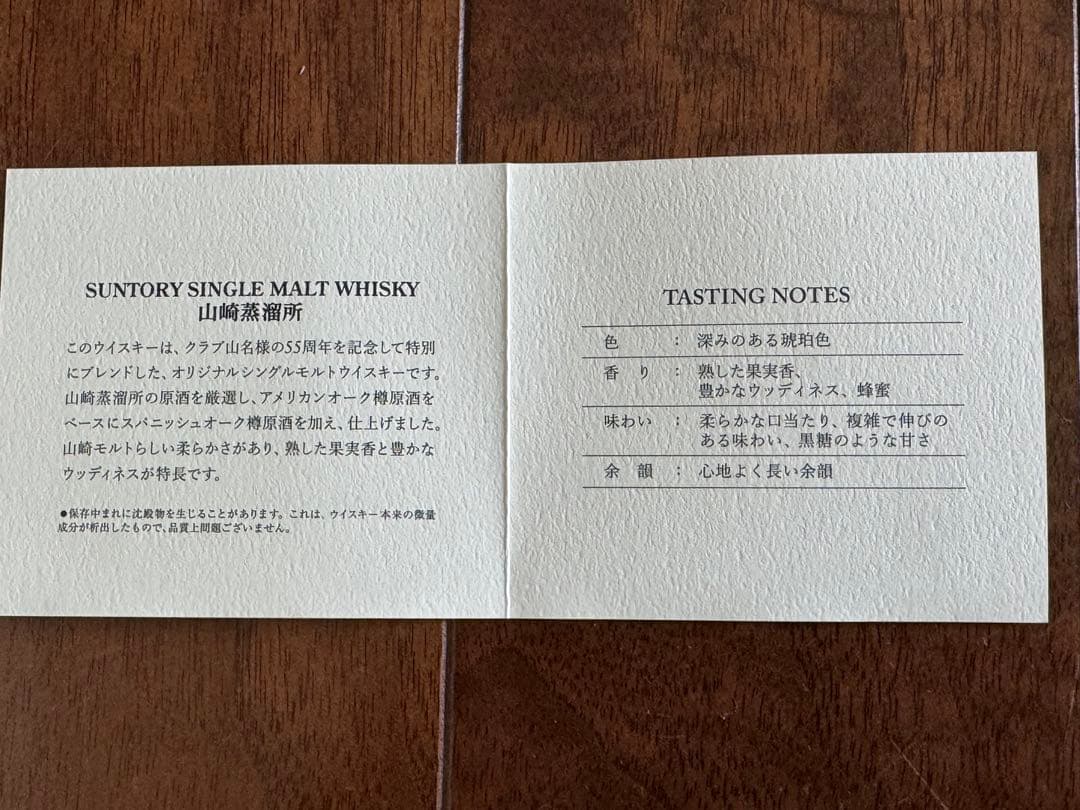 SUNTORY SINGLE MALT WHISKY
山崎蒸溜所
このウイスキーは、クラブ山名様の55周年を記念して特別
にブレンドした、オリジナルシングルモルトウイスキーです。
山崎蒸溜所の原酒を厳選し、アメリカンオーク樽原酒を
ベースにスパニッシュオーク樽原酒を加え、仕上げました。
山崎モルトらしい柔らかさがあり、熟した果実香と豊かな
ウッディネスが特長です。
●保存中まれに沈殿物を生じることがあります。これは、ウイスキー本来の微量
成分が析出したもので、品質上問題ございません。
TASTING NOTES
色 : 深みのある琥珀色
香り : 熟した果実香、
豊かなウッディネス、蜂蜜
味わい : 柔らかな口当たり、複雑で伸びの
ある味わい、黒糖のような甘さ
余韻 : 心地よく長い余韻